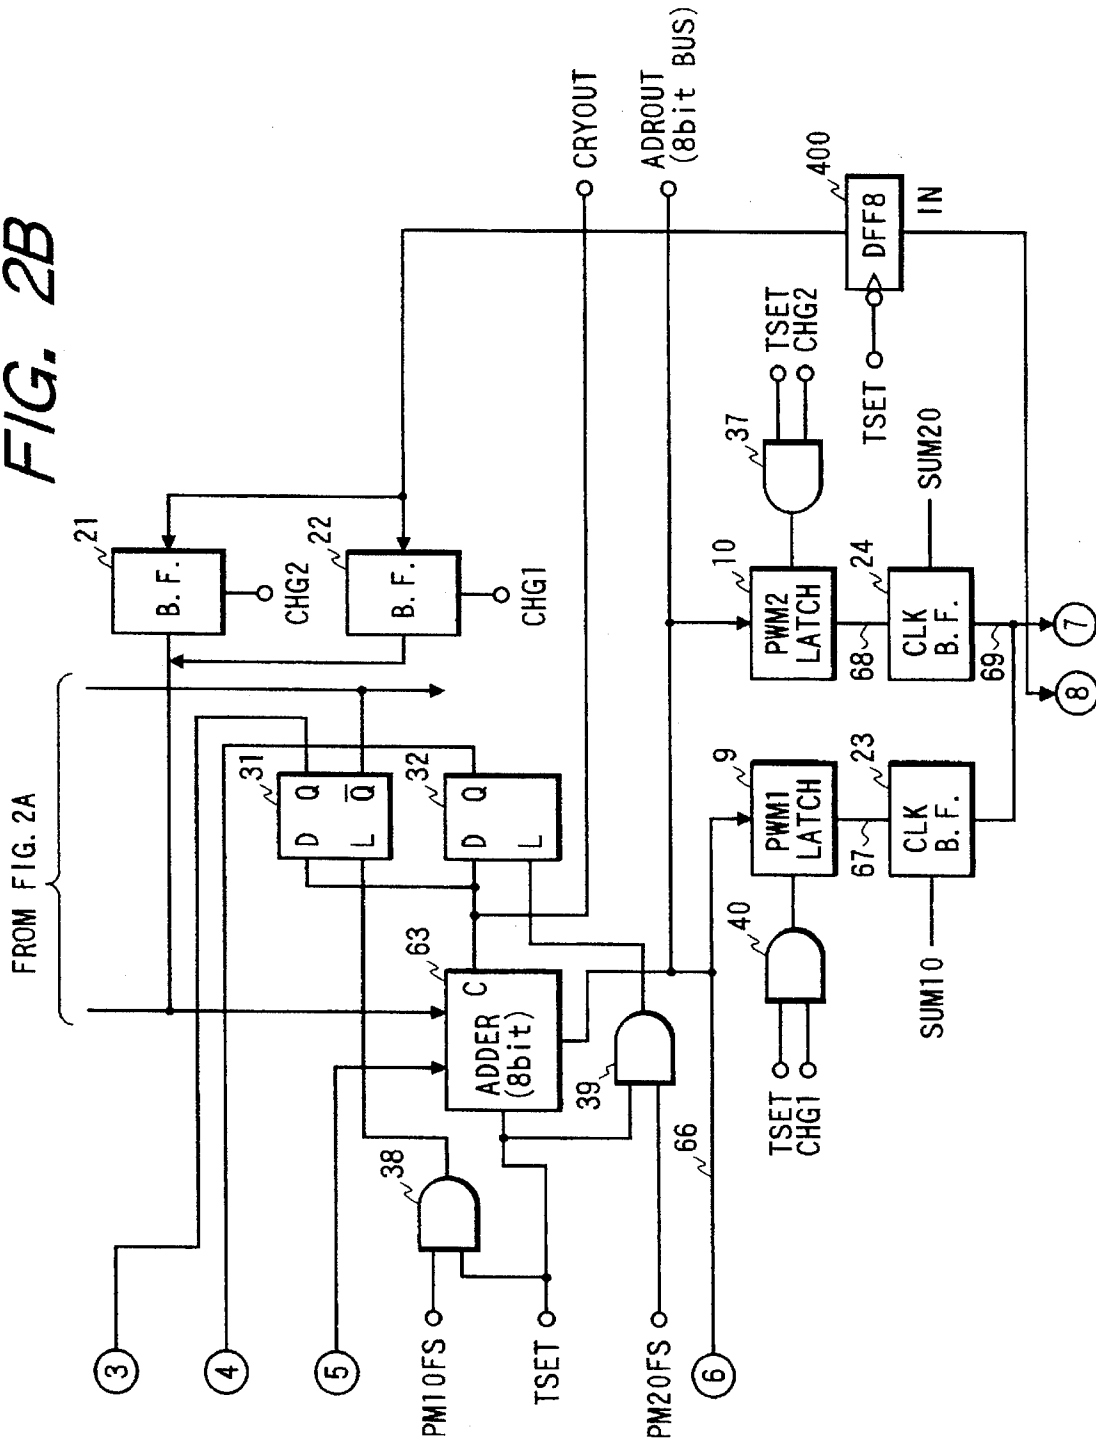 FIG. 2B
FROM FIG. 2A
3
4
5
6
PM10FS
TSET
PM20FS
38
39
66
ADDER
(8bit)
C
63
31
D
Q
L
Q̅
32
D
Q
L
21
B. F.
CHG2
22
B. F.
CHG1
CRYOUT
ADROUT
(8bit BUS)
TSET
CHG1
40
PWM1
LATCH
9
67
SUM10
CLK
B. F.
23
PWM2
LATCH
10
37
TSET
CHG2
68
CLK
B. F.
24
SUM20
69
TSET
DFF8
400
IN
7
8